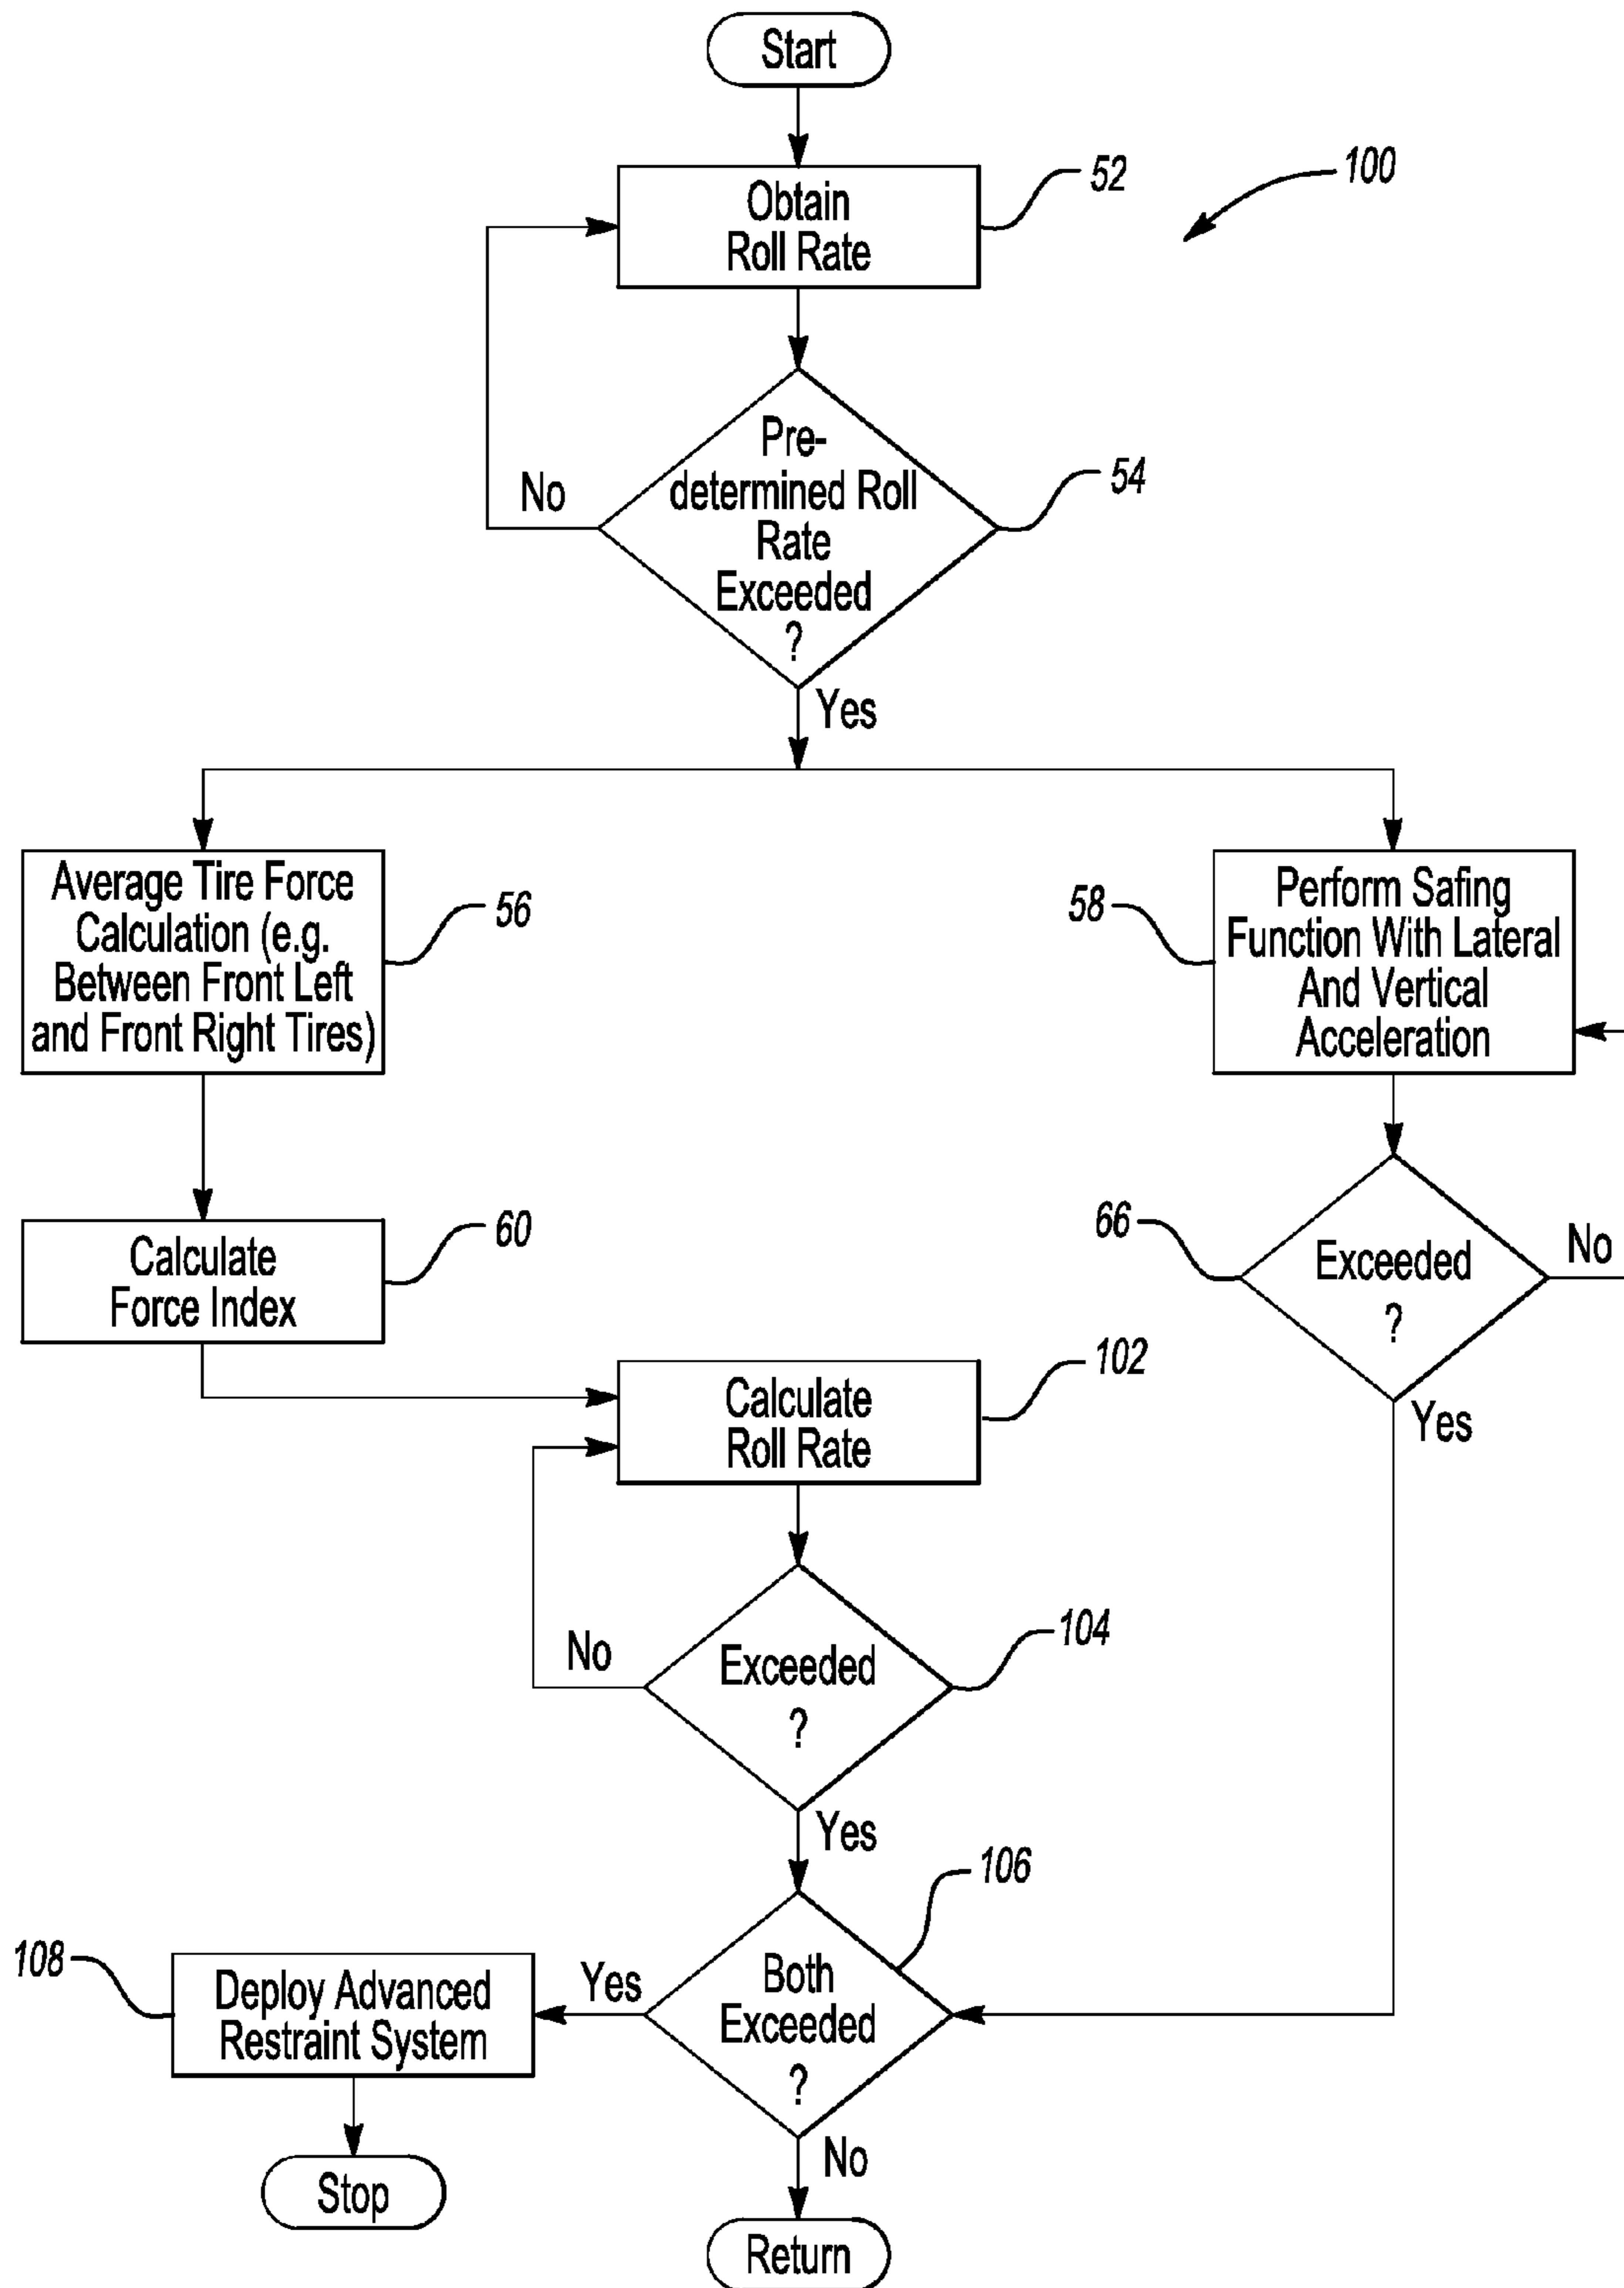 Start
100
52
Obtain
Roll Rate
Pre-
determined Roll
Rate
Exceeded
?
54
No
Yes
Average Tire Force
Calculation (e.g.
Between Front Left
and Front Right Tires)
56
58
Perform Safing
Function With Lateral
And Vertical
Acceleration
Calculate
Force Index
60
66
Exceeded
?
No
Yes
Calculate
Roll Rate
102
Exceeded
?
104
No
Yes
106
108
Deploy Advanced
Restraint System
Yes
Both
Exceeded
?
No
Stop
Return